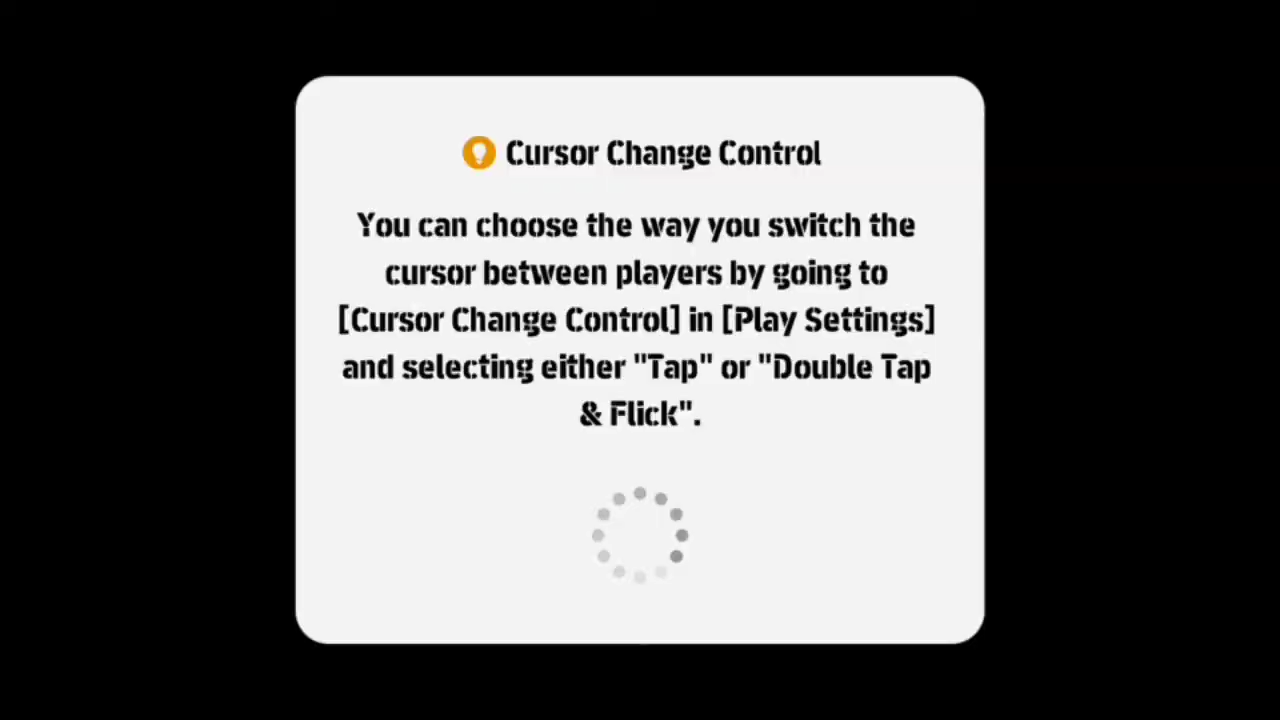 Cursor Change Control
You can choose the way you switch the
cursor between players by going to
[Cursor Change Control] in [Play Settings]
and selecting either "Tap" or "Double Tap
& Flick".